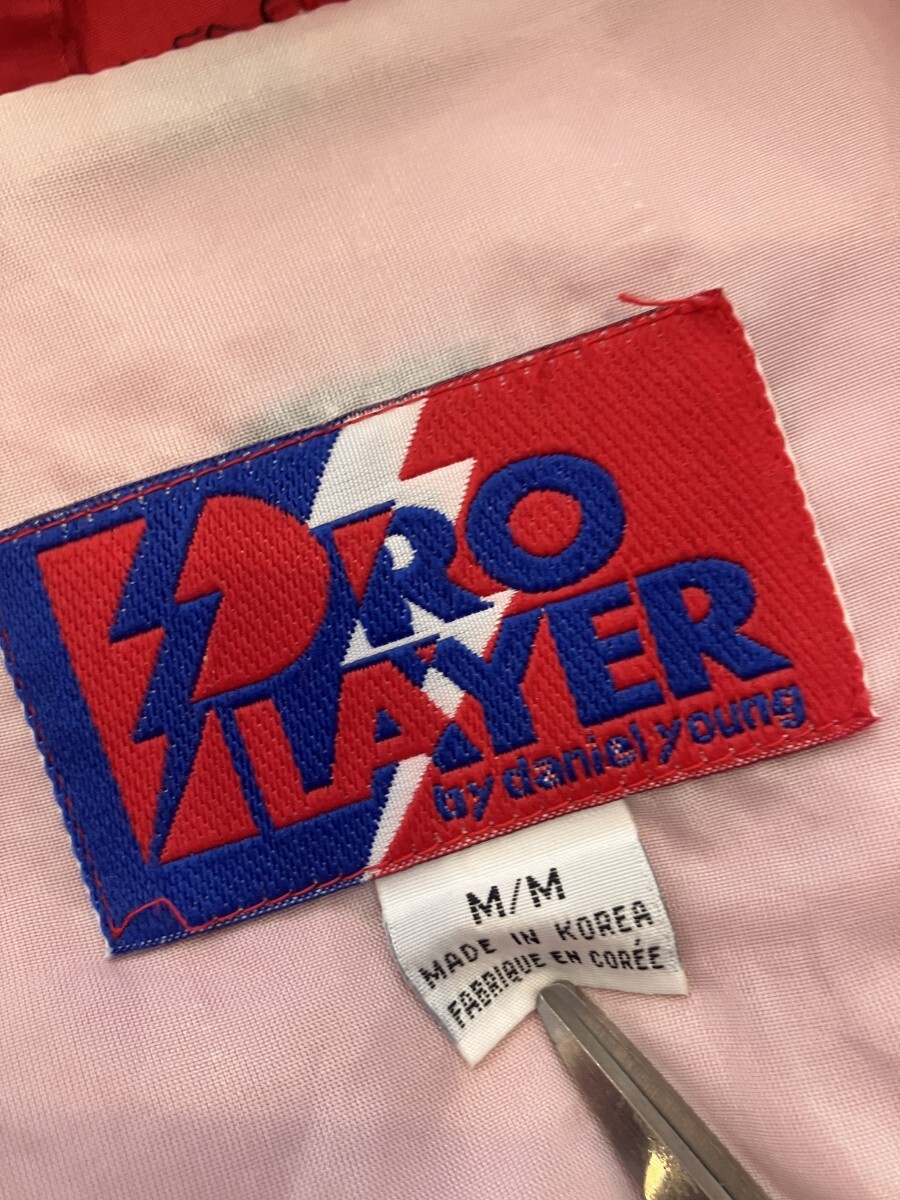 PRO
PLAYER
by daniel young
M/M
MADE IN KOREA
FABRIQUE EN CORÉE